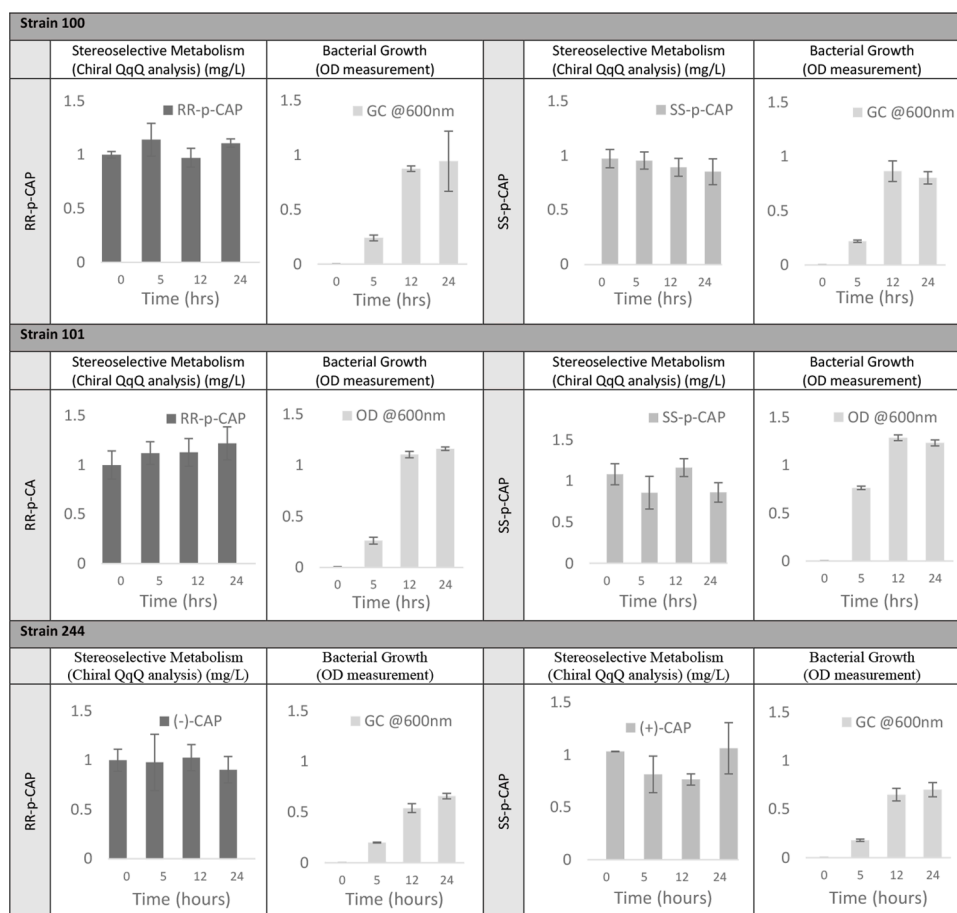 Strain 100
Stereoselective Metabolism
(Chiral QqQ analysis) (mg/L)
Bacterial Growth
(OD measurement)
Stereoselective Metabolism
(Chiral QqQ analysis) (mg/L)
Bacterial Growth
(OD measurement)
RR-p-CAP
1.5
1
0.5
0
RR-p-CAP
0 5 12 24
Time (hrs)
1.5
1
0.5
0
GC @600nm
0 5 12 24
Time (hrs)
SS-p-CAP
1.5
1
0.5
0
SS-p-CAP
0 5 12 24
Time (hrs)
1.5
1
0.5
0
GC @600nm
0 5 12 24
Time (hrs)
Strain 101
Stereoselective Metabolism
(Chiral QqQ analysis) (mg/L)
Bacterial Growth
(OD measurement)
Stereoselective Metabolism
(Chiral QqQ analysis) (mg/L)
Bacterial Growth
(OD measurement)
RR-p-CA
1.5
1
0.5
0
RR-p-CAP
0 5 12 24
Time (hrs)
1.5
1
0.5
0
OD @600nm
0 5 12 24
Time (hrs)
SS-p-CAP
1.5
1
0.5
0
SS-p-CAP
0 5 12 24
Time (hrs)
1.5
1
0.5
0
OD @600nm
0 5 12 24
Time (hrs)
Strain 244
Stereoselective Metabolism
(Chiral QqQ analysis) (mg/L)
Bacterial Growth
(OD measurement)
Stereoselective Metabolism
(Chiral QqQ analysis) (mg/L)
Bacterial Growth
(OD measurement)
RR-p-CAP
1.5
1
0.5
0
(-)-CAP
0 5 12 24
Time (hours)
1.5
1
0.5
0
GC @600nm
0 5 12 24
Time (hours)
SS-p-CAP
1.5
1
0.5
0
(+)-CAP
0 5 12 24
Time (hours)
1.5
1
0.5
0
GC @600nm
0 5 12 24
Time (hours)